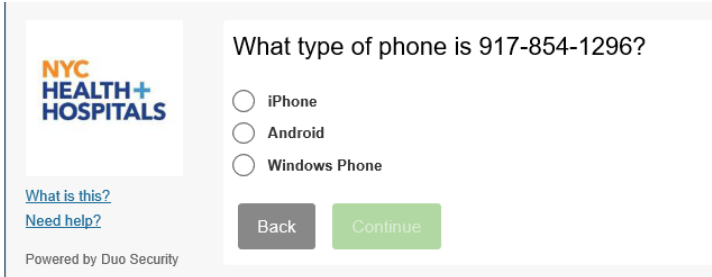 NYC
HEALTH+
HOSPITALS
What is this?
Need help?
Powered by Duo Security
What type of phone is 917-854-1296?
iPhone
Android
Windows Phone
Back
Continue